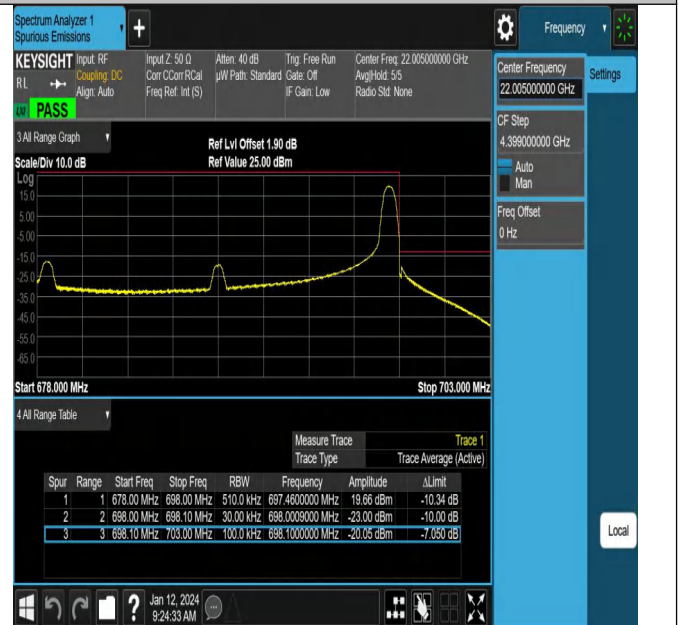 Spectrum Analyzer 1
Spurious Emissions
+
Frequency
KEYSIGHT
RL
Input: RF
Coupling: DC
Align: Auto
Input Z: 50 Ω
Corr CCorr RCal
Freq Ref: Int (S)
Atten: 40 dB
µW Path: Standard
Trig: Free Run
Gate: Off
IF Gain: Low
Center Freq: 22.005000000 GHz
Avg|Hold: 5/5
Radio Std: None
PASS
Center Frequency
22.005000000 GHz
Settings
CF Step
4.399000000 GHz
Auto
Man
Freq Offset
0 Hz
3 All Range Graph
Ref Lvl Offset 1.90 dB
Scale/Div 10.0 dB
Ref Value 25.00 dBm
Log
15.0
5.00
-5.00
-15.0
-25.0
-35.0
-45.0
-55.0
-65.0
Start 678.000 MHz
Stop 703.000 MHz
4 All Range Table
Measure Trace Trace 1
Trace Type Trace Average (Active)
Spur Range Start Freq Stop Freq RBW Frequency Amplitude ΔLimit
1 1 678.00 MHz 698.00 MHz 510.0 kHz 697.4600000 MHz 19.66 dBm -10.34 dB
2 2 698.00 MHz 698.10 MHz 30.00 kHz 698.0009000 MHz -23.00 dBm -10.00 dB
3 3 698.10 MHz 703.00 MHz 100.0 kHz 698.1000000 MHz -20.05 dBm -7.050 dB
Local
?
Jan 12, 2024
9:24:33 AM